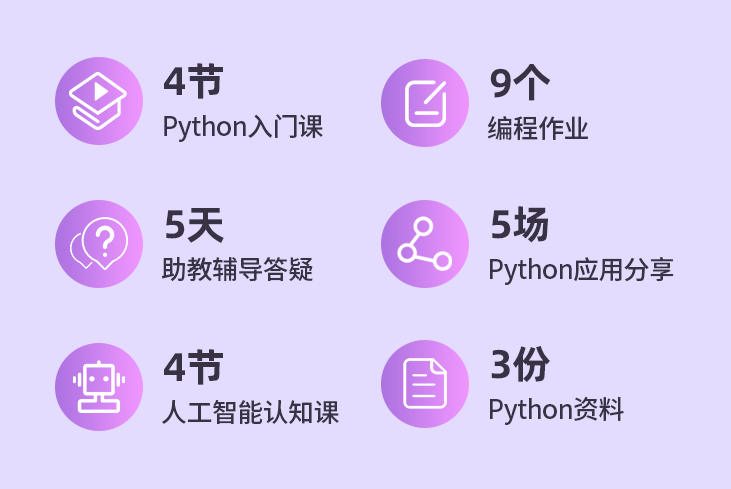 4节
Python入门课
9个
编程作业
5天
助教辅导答疑
5场
Python应用分享
4节
人工智能认知课
3份
Python资料